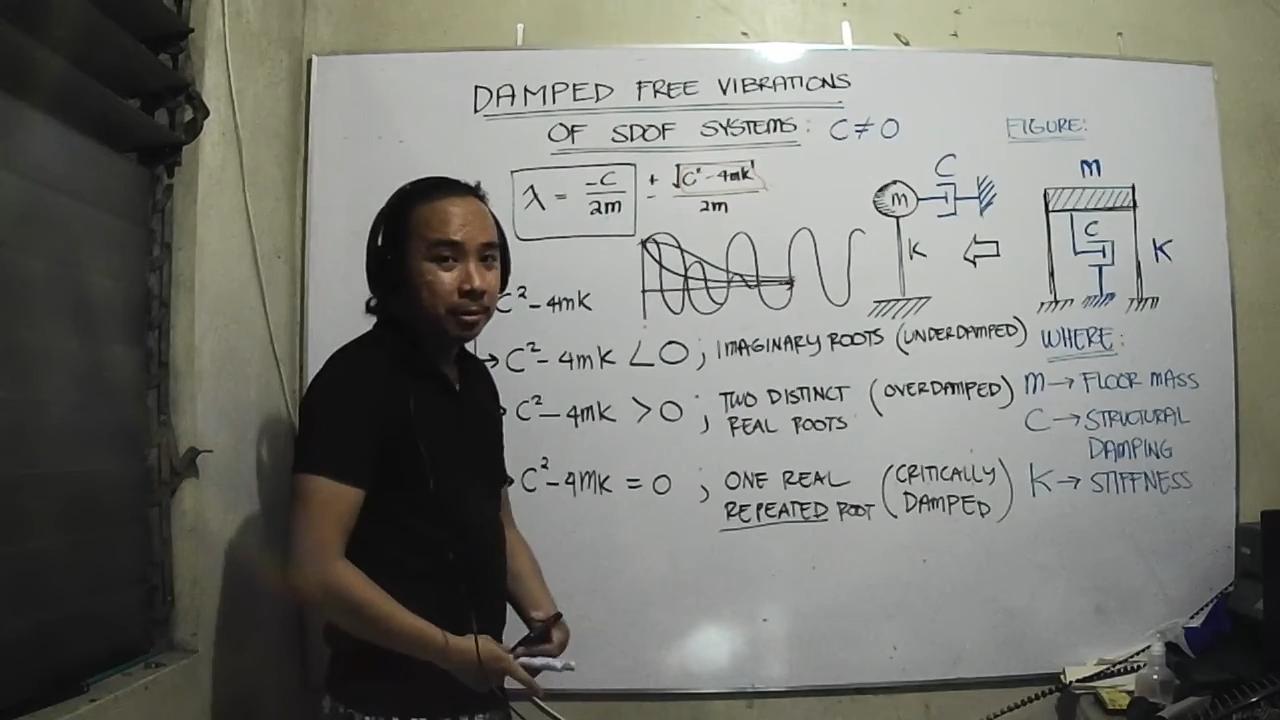 DAMPED FREE VIBRATIONS
OF SDOF SYSTEMS: C ≠ 0
FIGURE:
λ = -C/2m ± √(C² - 4mK)/2m
m
C
K
M
C
K
C² - 4mK
→ C² - 4mK < 0 ; IMAGINARY ROOTS (UNDERDAMPED)
C² - 4mK > 0 ; TWO DISTINCT (OVERDAMPED)
REAL ROOTS
C² - 4mK = 0 ; ONE REAL (CRITICALLY
REPEATED ROOT DAMPED)
WHERE:
m → FLOOR MASS
C → STRUCTURAL
DAMPING
K → STIFFNESS